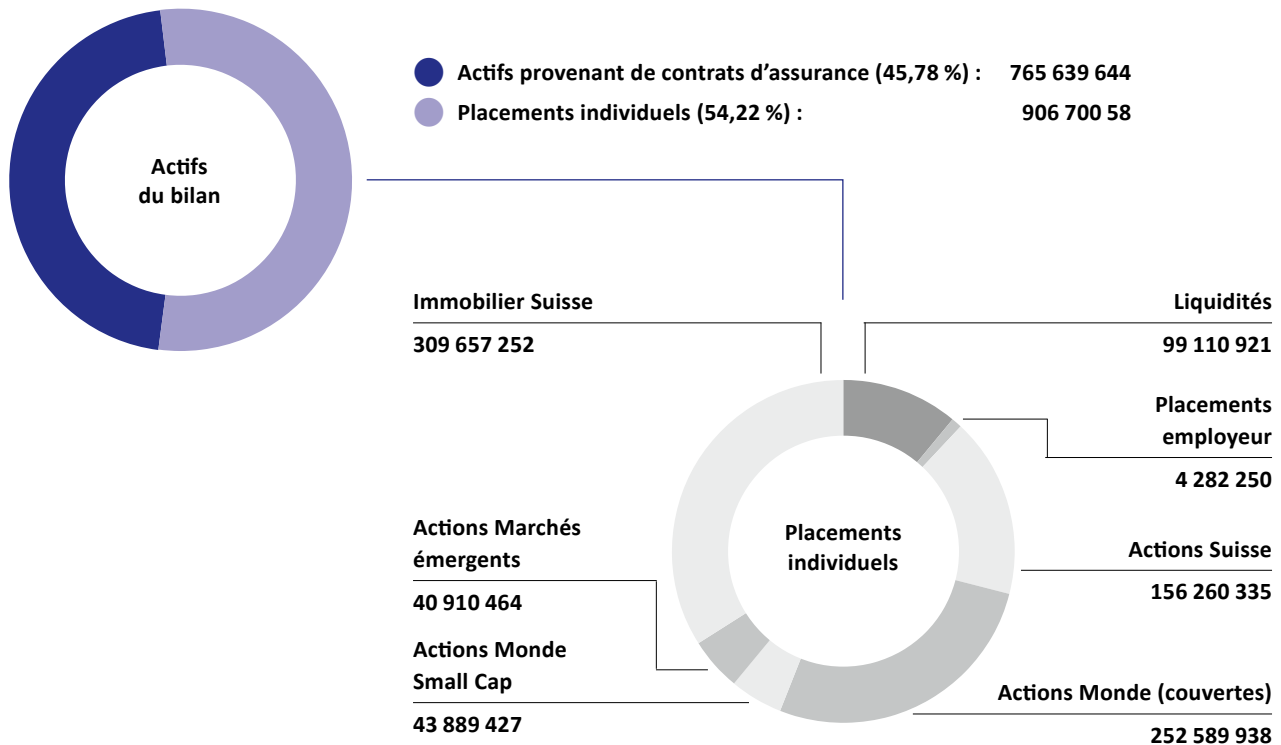 Actifs
du bilan
Actifs provenant de contrats d'assurance (45,78 %) : 765 639 644
Placements individuels (54,22 %) : 906 700 58
Immobilier Suisse
309 657 252
Liquidités
99 110 921
Placements
employeur
4 282 250
Placements
individuels
Actions Marchés
émergents
40 910 464
Actions Suisse
156 260 335
Actions Monde
Small Cap
43 889 427
Actions Monde (couvertes)
252 589 938